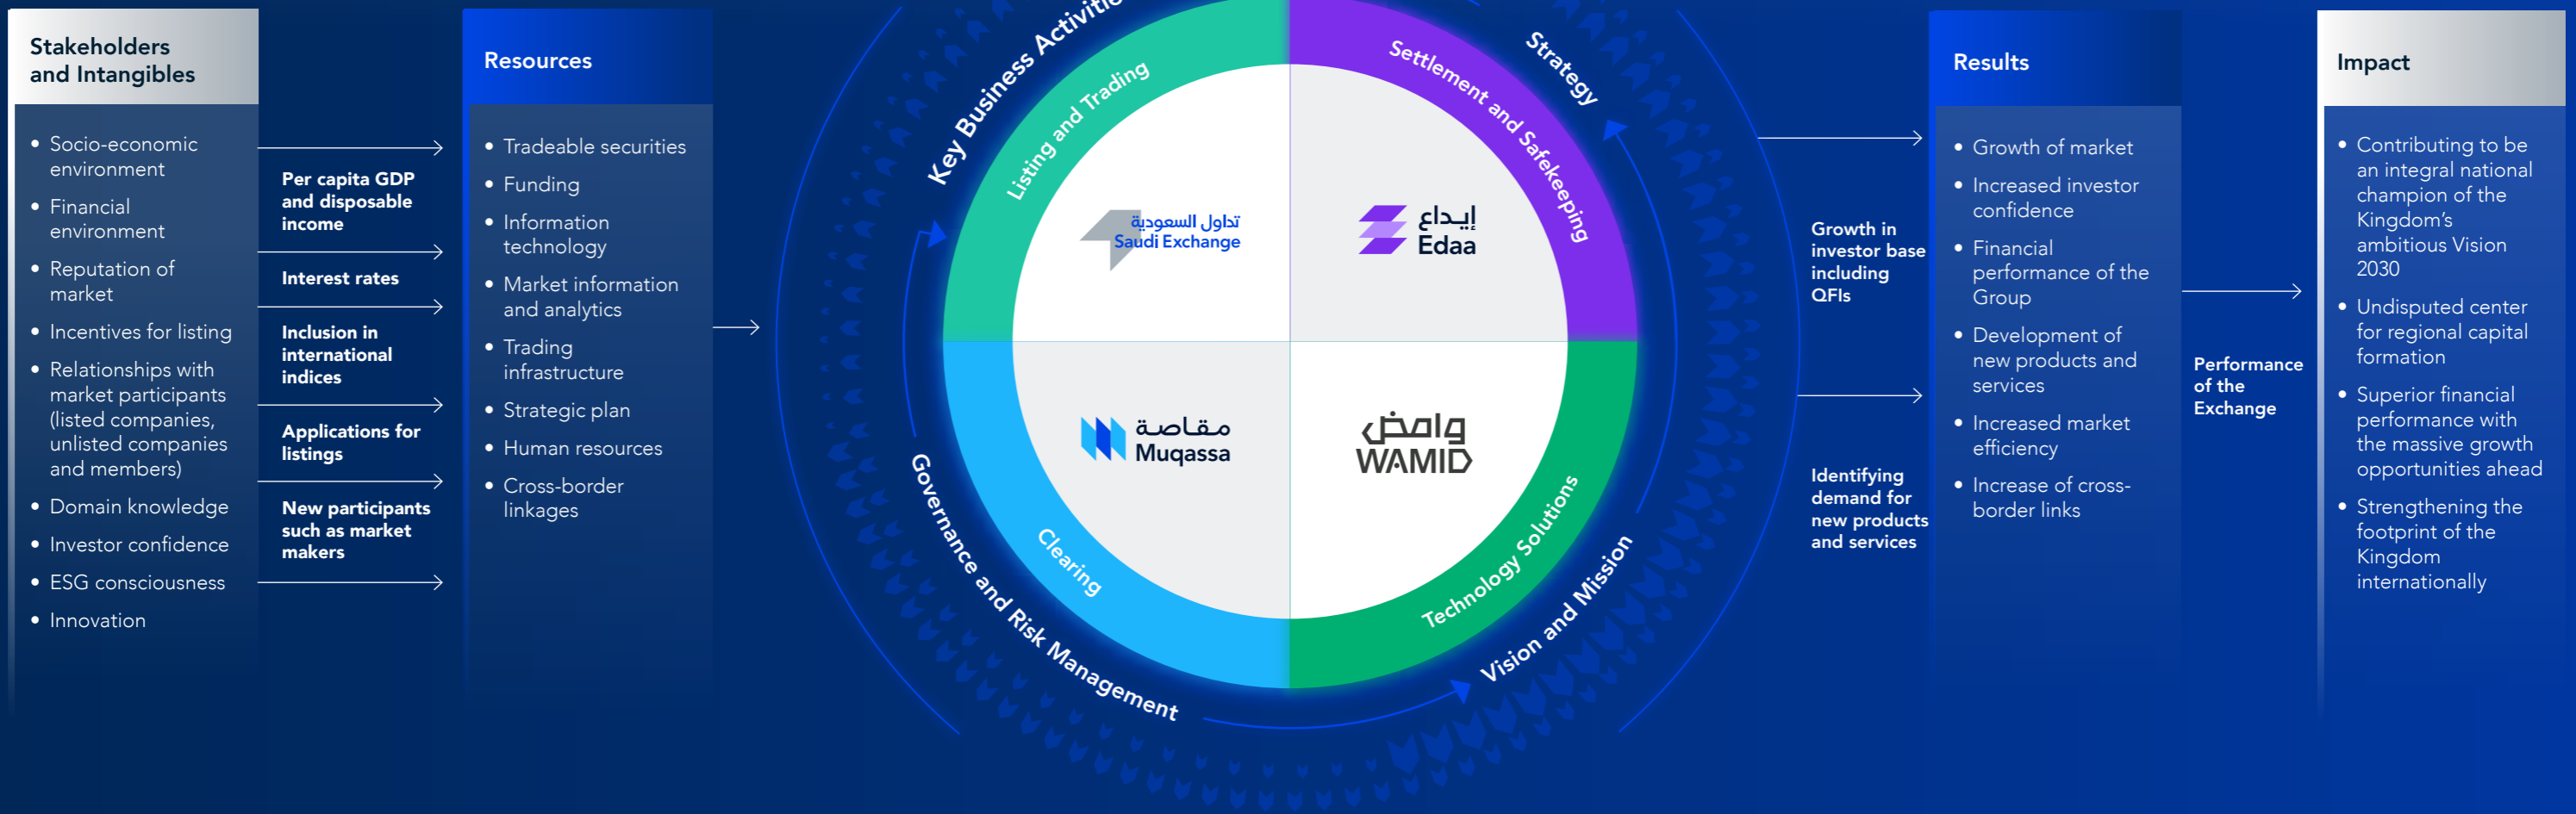 Stakeholders
and Intangibles
• Socio-economic
environment
• Financial
environment
• Reputation of
market
• Incentives for listing
• Relationships with
market participants
(listed companies,
unlisted companies
and members)
• Domain knowledge
• Investor confidence
• ESG consciousness
• Innovation
Per capita GDP
and disposable
income
Interest rates
Inclusion in
international
indices
Applications for
listings
New participants
such as market
makers
Resources
• Tradeable securities
• Funding
• Information
technology
• Market information
and analytics
• Trading
infrastructure
• Strategic plan
• Human resources
• Cross-border
linkages
Key Business Activities
Strategy
Governance and Risk Management
Vision and Mission
Listing and Trading
تداول السعودية
Saudi Exchange
Settlement and Safekeeping
إيداع
Edaa
Clearing
مقاصة
Muqassa
Technology Solutions
وامض
WAMID
Growth in
investor base
including
QFIs
Identifying
demand for
new products
and services
Results
• Growth of market
• Increased investor
confidence
• Financial
performance of the
Group
• Development of
new products and
services
• Increased market
efficiency
• Increase of cross-
border links
Performance
of the
Exchange
Impact
• Contributing to be
an integral national
champion of the
Kingdom’s
ambitious Vision
2030
• Undisputed center
for regional capital
formation
• Superior financial
performance with
the massive growth
opportunities ahead
• Strengthening the
footprint of the
Kingdom
internationally